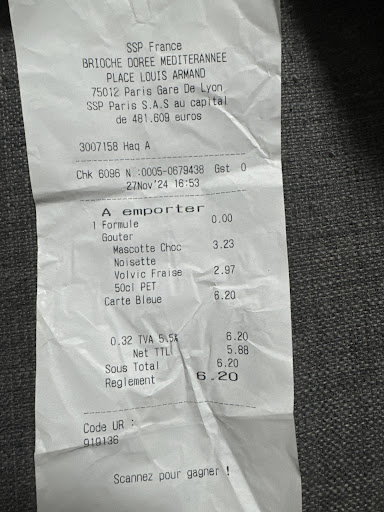 SSP France
BRIOCHE DOREE MEDITERANNEE
PLACE LOUIS ARMAND
75012 Paris Gare De Lyon
SSP Paris S.A.S au capital
de 481.609 euros
3007158 Haq A
Chk 6096 N :0005-0679438 Gst 0
27Nov'24 16:53
A emporter
1 Formule 0.00
Gouter
Mascotte Choc 3.23
Noisette
Volvic Fraise 2.97
50cl PET
Carte Bleue 6.20
0.32 TVA 5.5% 6.20
Net TTL 5.88
Sous Total 6.20
Reglement 6.20
Code UR :
919136
Scannez pour gagner !